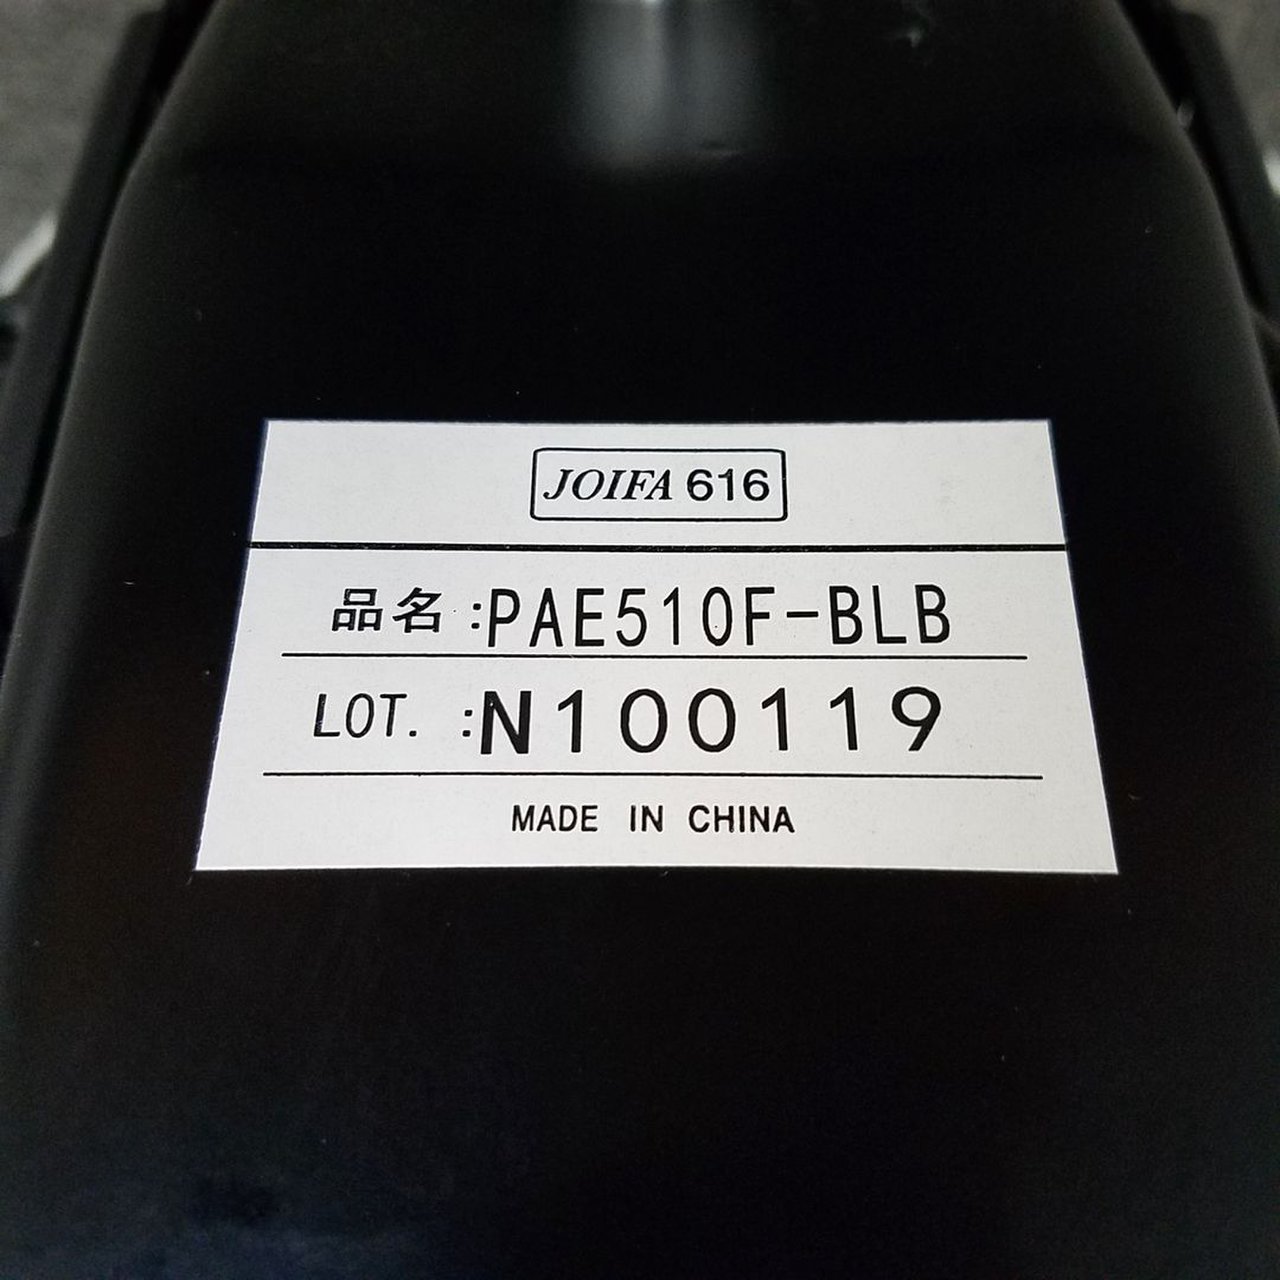 JOIFA 616
品名:PAE510F-BLB
LOT. :N100119
MADE IN CHINA